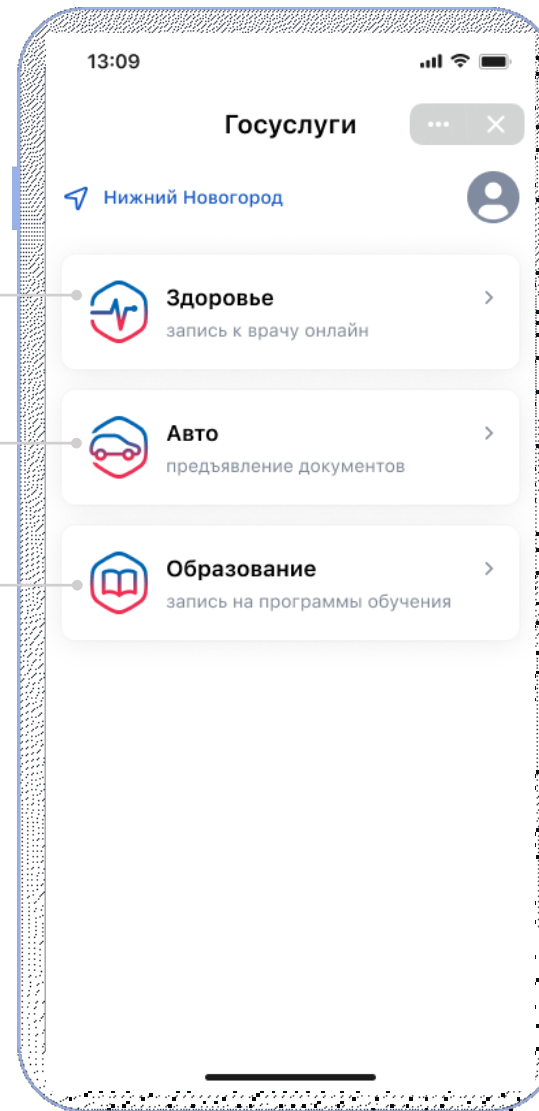 13:09
Госуслуги
Нижний Новогород
Здоровье
запись к врачу онлайн
Авто
предъявление документов
Образование
запись на программы обучения